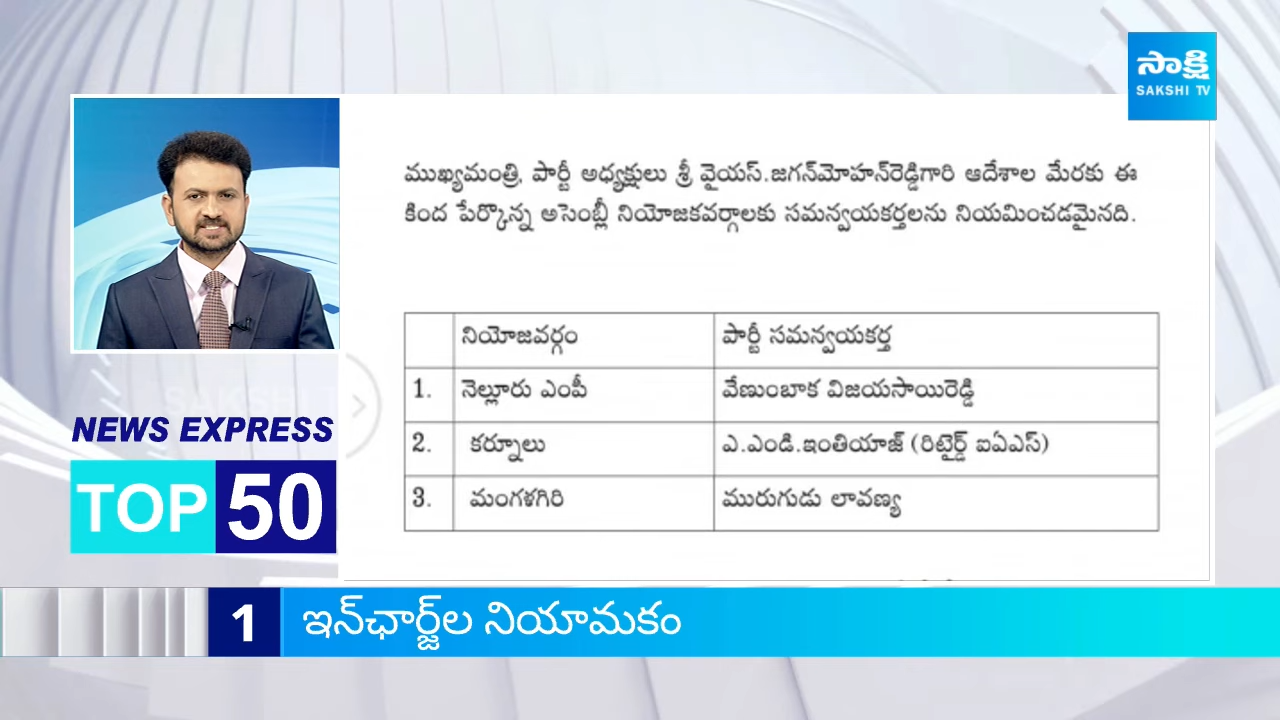 సాక్షి
SAKSHI TV
ముఖ్యమంత్రి, పార్టీ అధ్యక్షులు శ్రీ వైయస్.జగన్‌మోహన్‌రెడ్డిగారి ఆదేశాల మేరకు ఈ
కింద పేర్కొన్న అసెంబ్లీ నియోజకవర్గాలకు సమన్వయకర్తలను నియమించడమైనది.
నియోజవర్గం పార్టీ సమన్వయకర్త
1. నెల్లూరు ఎంపీ వేణుంబాక విజయసాయిరెడ్డి
2. కర్నూలు ఎ.ఎండి.ఇంతియాజ్ (రిటైర్డ్ ఐఏఎస్)
3. మంగళగిరి మురుగుడు లావణ్య
NEWS EXPRESS
TOP 50
1 ఇన్‌ఛార్జ్‌ల నియామకం